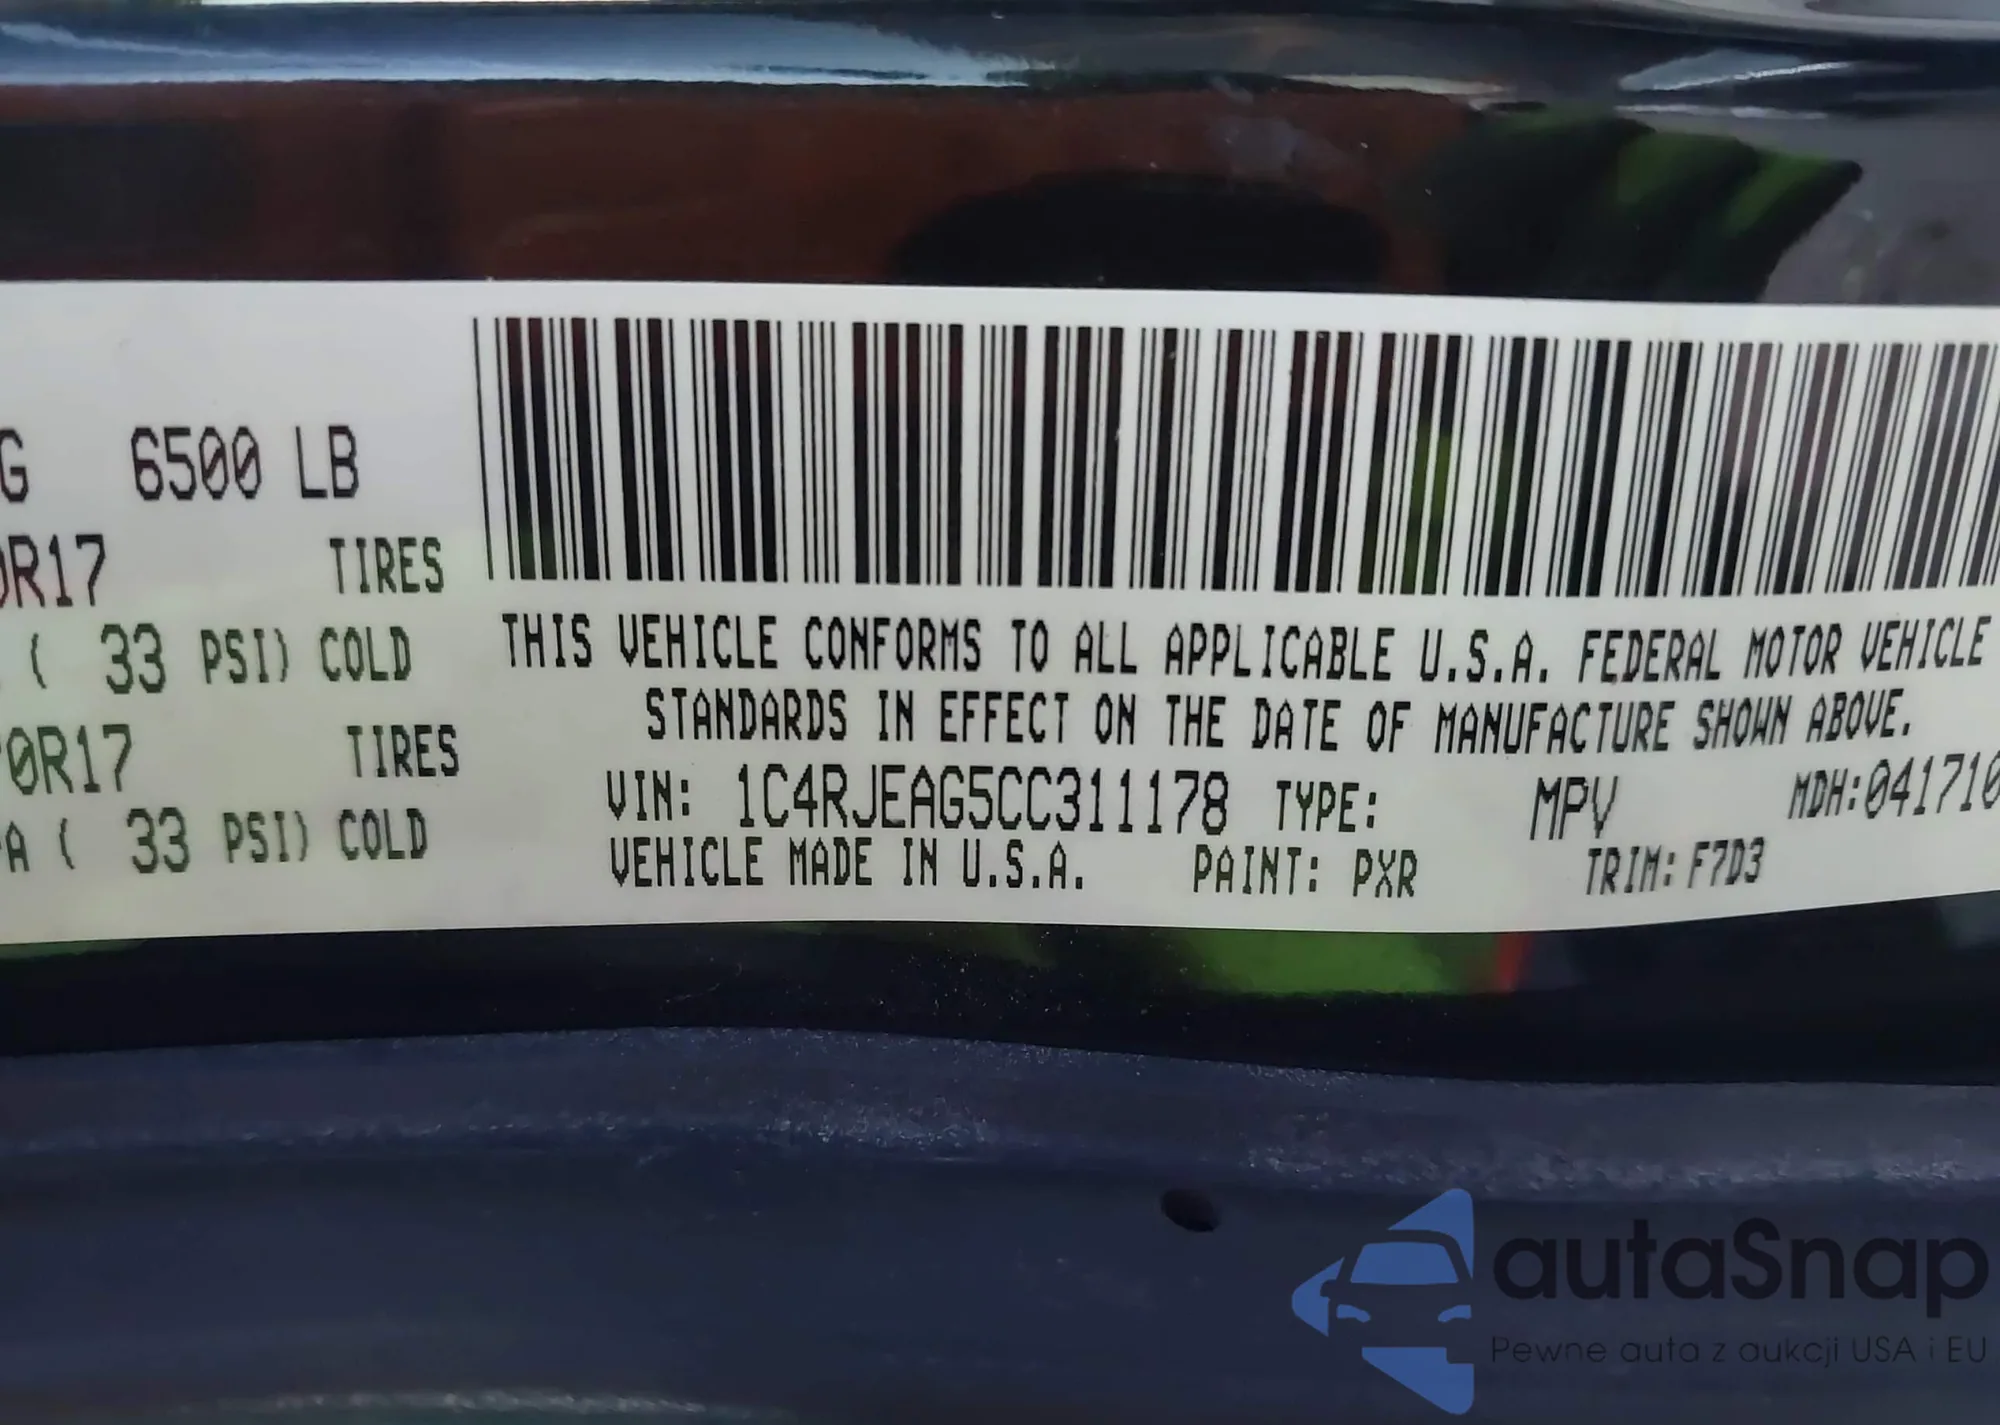 G 6500 LB
0R17 TIRES
( 33 PSI) COLD
0R17 TIRES
PA ( 33 PSI) COLD
THIS VEHICLE CONFORMS TO ALL APPLICABLE U.S.A. FEDERAL MOTOR VEHICLE
STANDARDS IN EFFECT ON THE DATE OF MANUFACTURE SHOWN ABOVE.
VIN: 1C4RJEAG5CC311178 TYPE: MPV MDH:041710
VEHICLE MADE IN U.S.A. PAINT: PXR TRIM: F7D3
autaSnap
Pewne auta z aukcji USA i EU